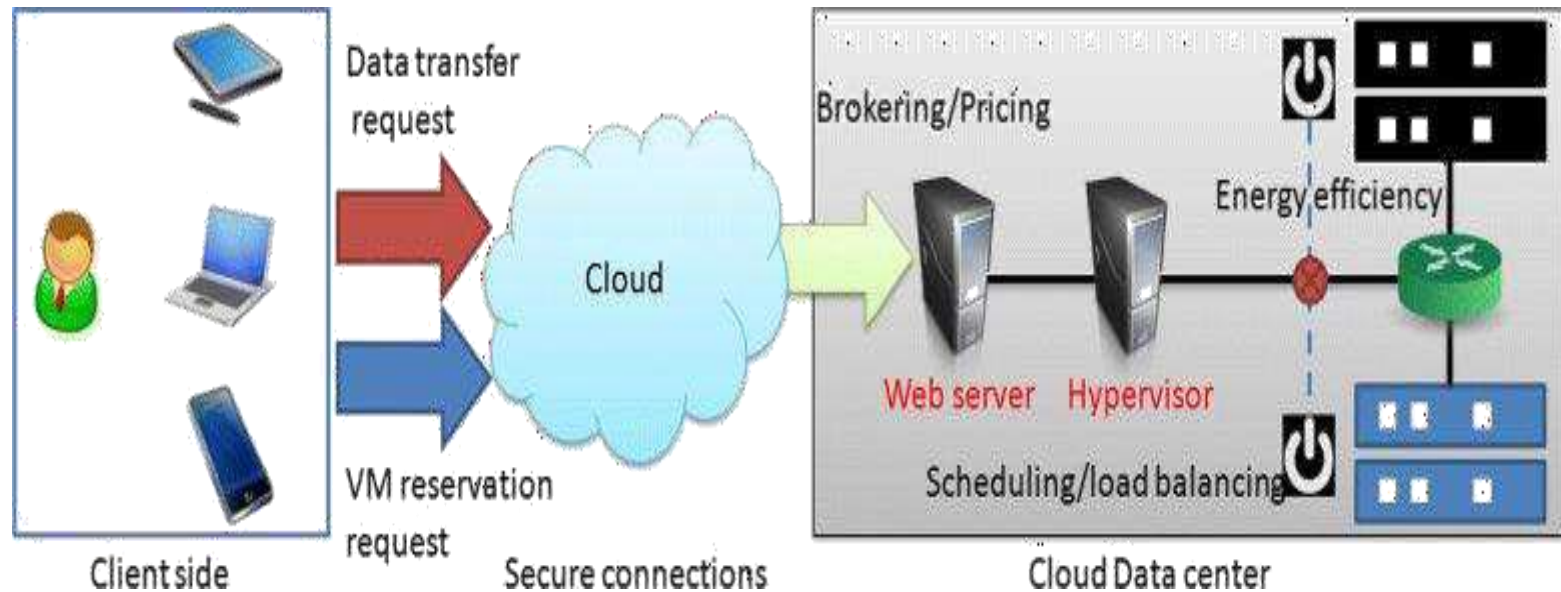 Data transfer
request
Cloud
VM reservation
request
Brokering/Pricing
Energy efficiency
Web server
Hypervisor
Scheduling/load balancing
Client side
Secure connections
Cloud Data center